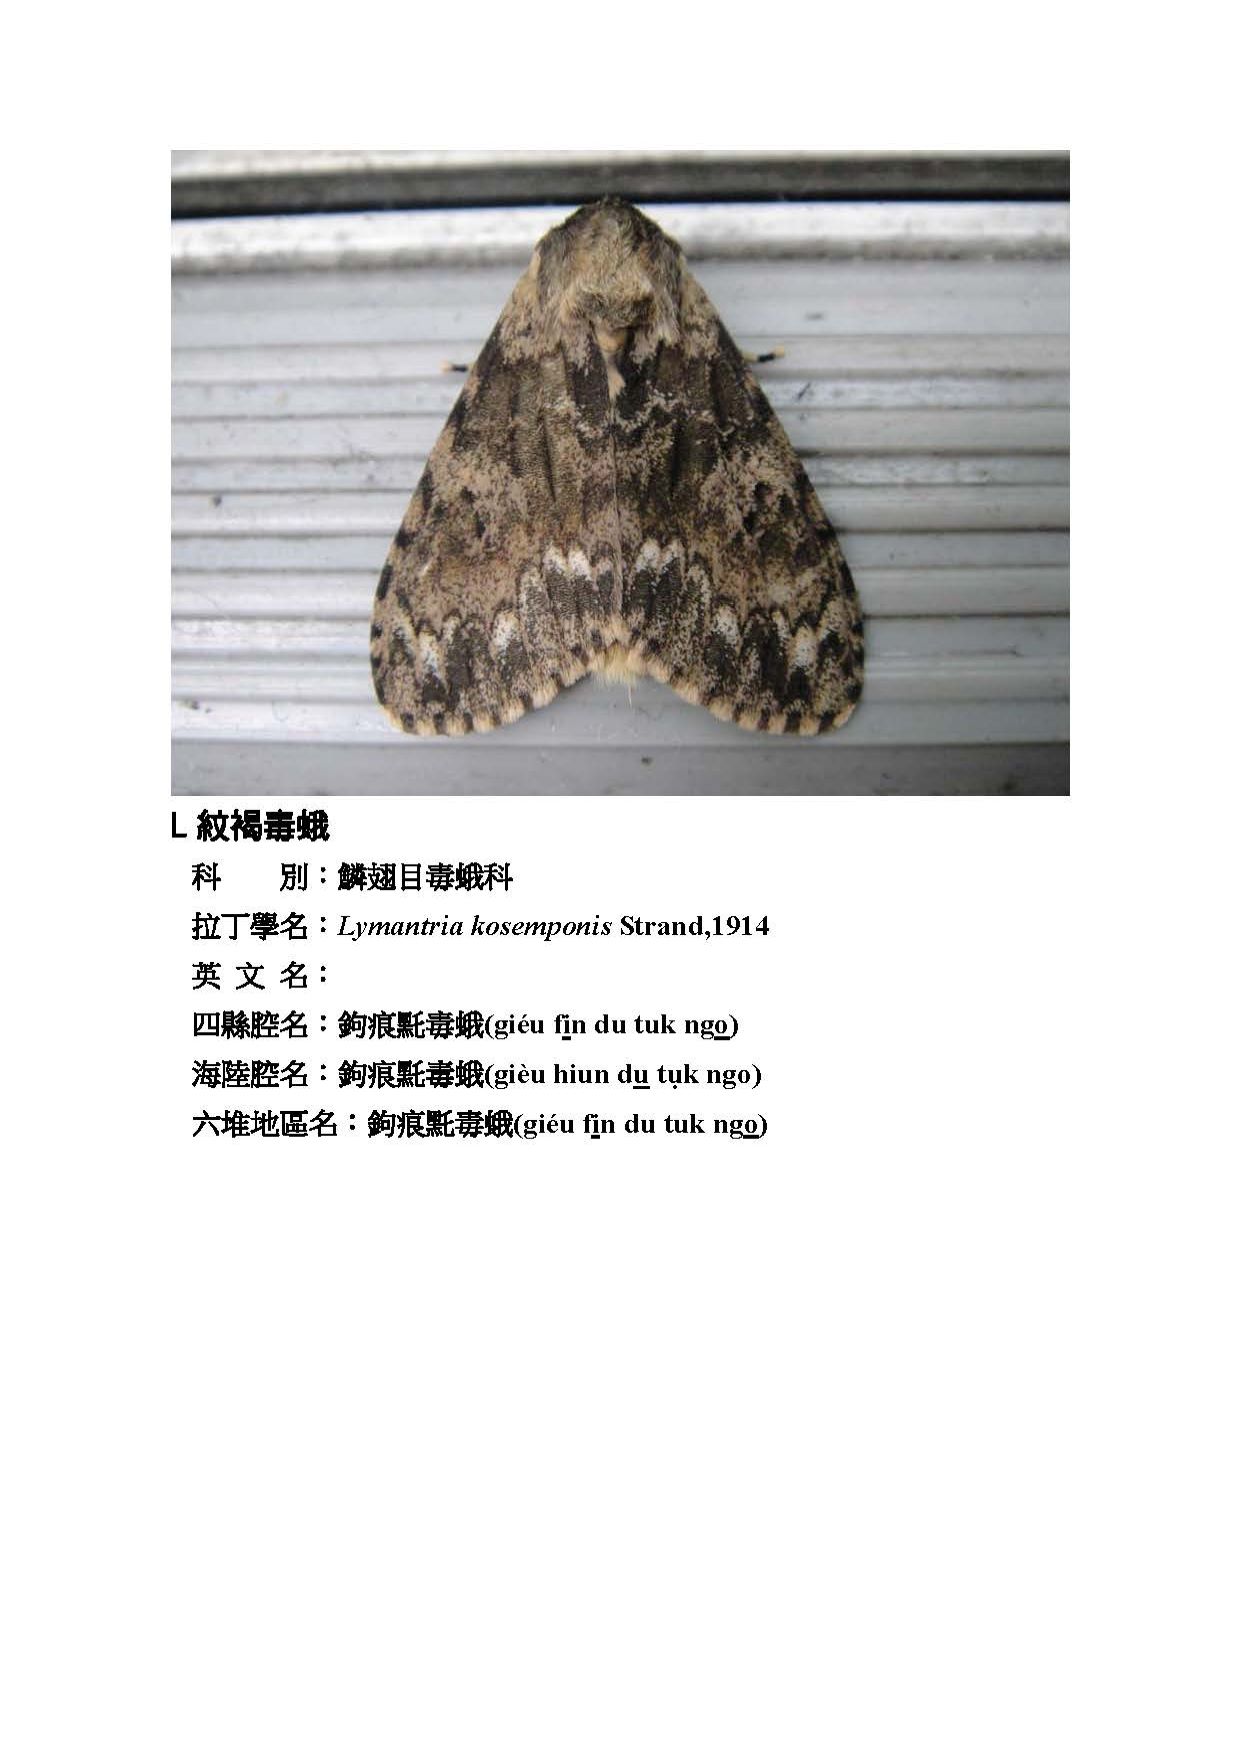 L 紋褐毒蛾
科　　別：鱗翅目毒蛾科
拉丁學名：Lymantria kosemponis Strand,1914
英 文 名：
四縣腔名：鉤痕黗毒蛾(giéu fi̲n du tuk ngo̲)
海陸腔名：鉤痕黗毒蛾(gièu hiun du̲ tụk ngo)
六堆地區名：鉤痕黗毒蛾(giéu fi̲n du tuk ngo̲)